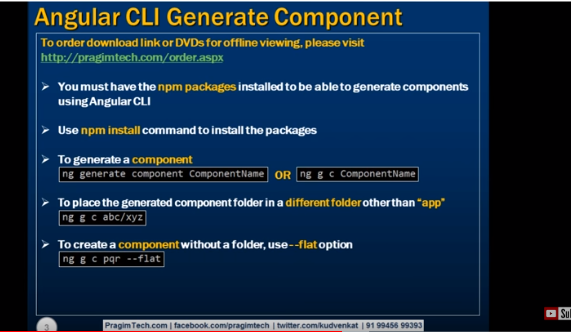 Angular CLI Generate Component
To order download link or DVDs for offline viewing, please visit
http://pragimtech.com/order.aspx
➢ You must have the npm packages installed to be able to generate components
using Angular CLI
➢ Use npm install command to install the packages
➢ To generate a component
ng generate component ComponentName OR ng g c ComponentName
➢ To place the generated component folder in a different folder other than “app”
ng g c abc/xyz
➢ To create a component without a folder, use --flat option
ng g c pqr --flat
3
PragimTech.com | facebook.com/pragimtech | twitter.com/kudvenkat | 91 99456 99393